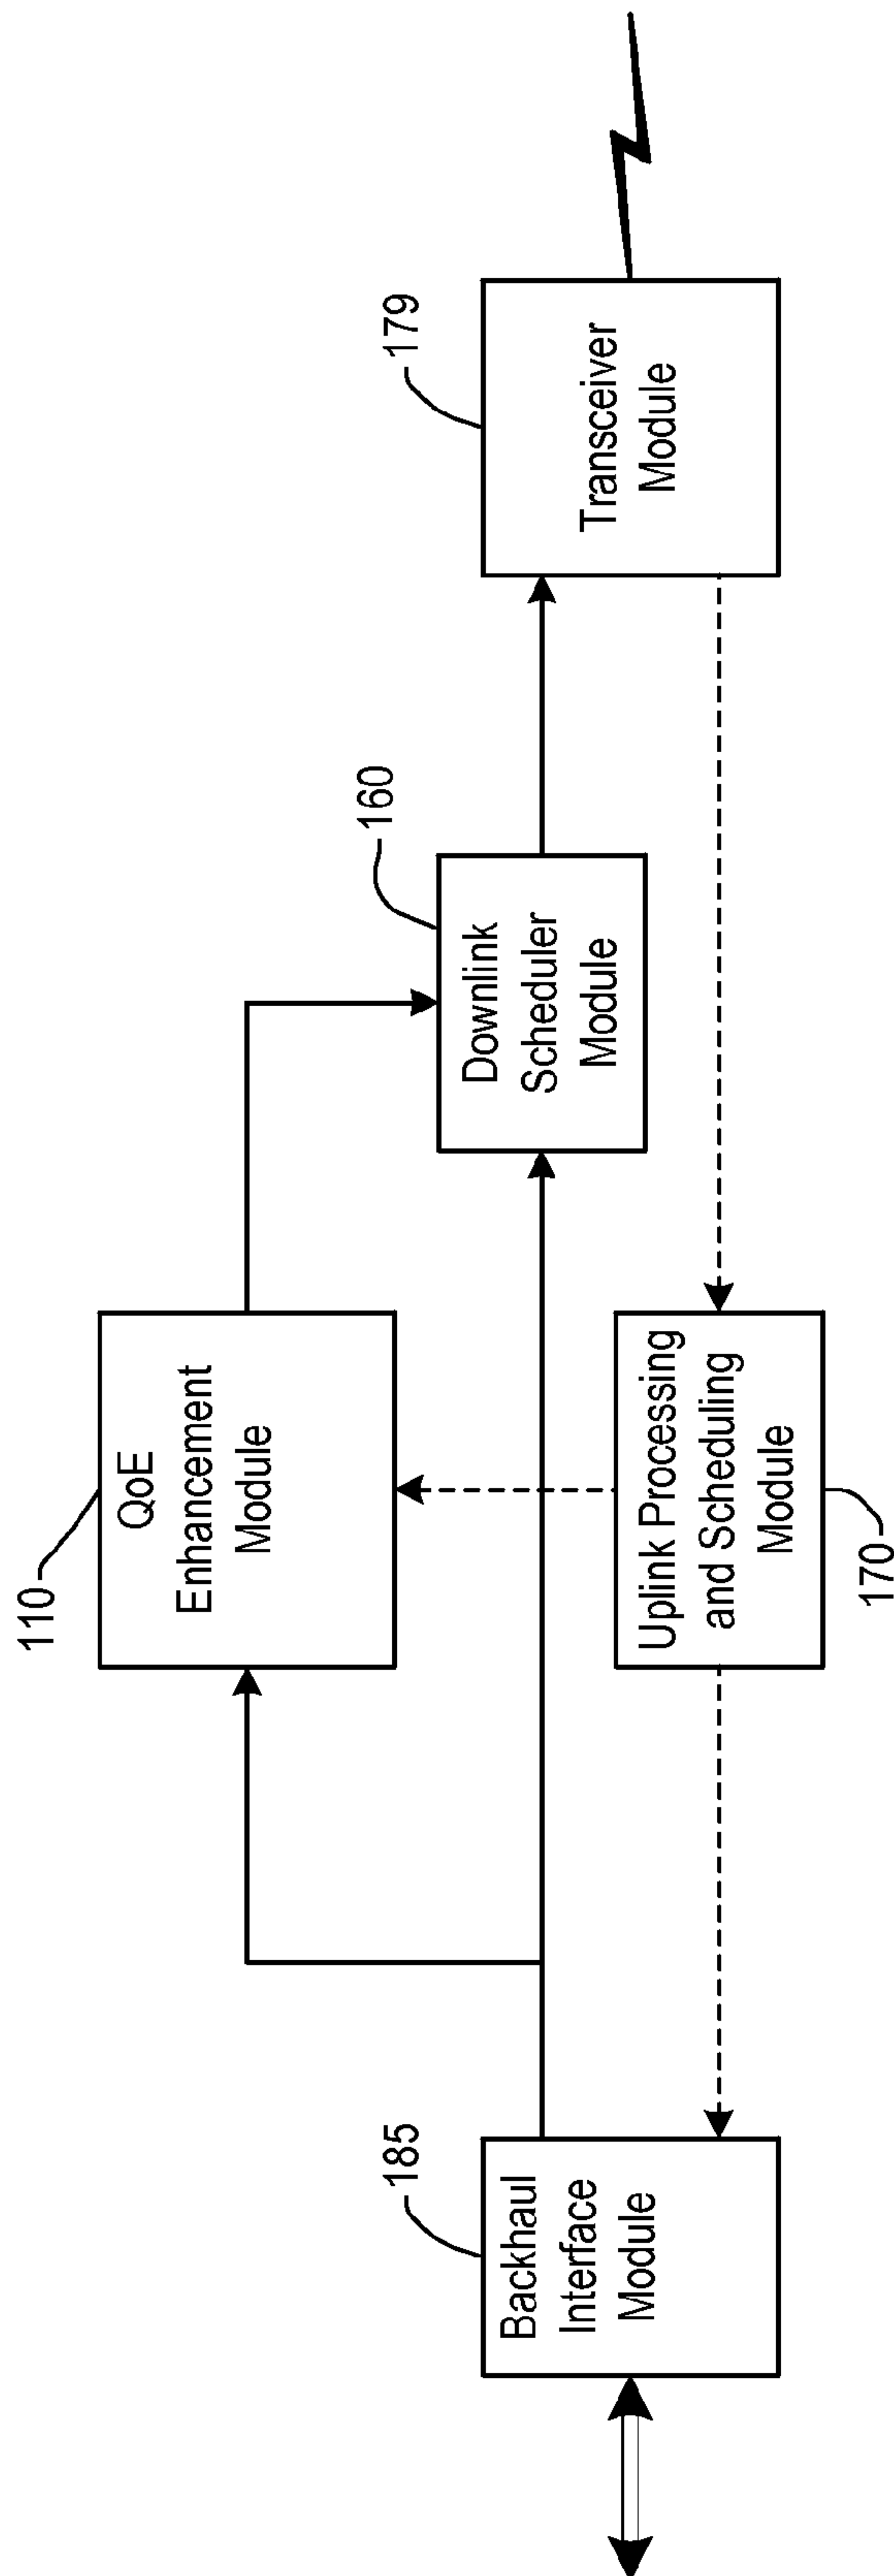 110
QoE
Enhancement
Module
185
Backhaul
Interface
Module
160
Downlink
Scheduler
Module
179
Transceiver
Module
Uplink Processing
and Scheduling
Module
170